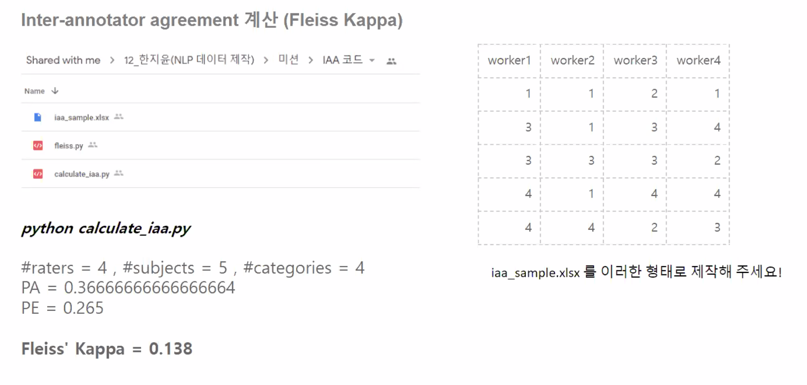 Inter-annotator agreement 계산 (Fleiss Kappa)
Shared with me > 12_한지윤(NLP 데이터 제작) > 미션 > IAA 코드
Name
iaa_sample.xlsx
fleiss.py
calculate_iaa.py
python calculate_iaa.py
#raters = 4 , #subjects = 5 , #categories = 4
PA = 0.36666666666666664
PE = 0.265
Fleiss' Kappa = 0.138
worker1 worker2 worker3 worker4
1 1 2 1
3 1 3 4
3 3 3 2
4 1 4 4
4 4 2 3
iaa_sample.xlsx 를 이러한 형태로 제작해 주세요!